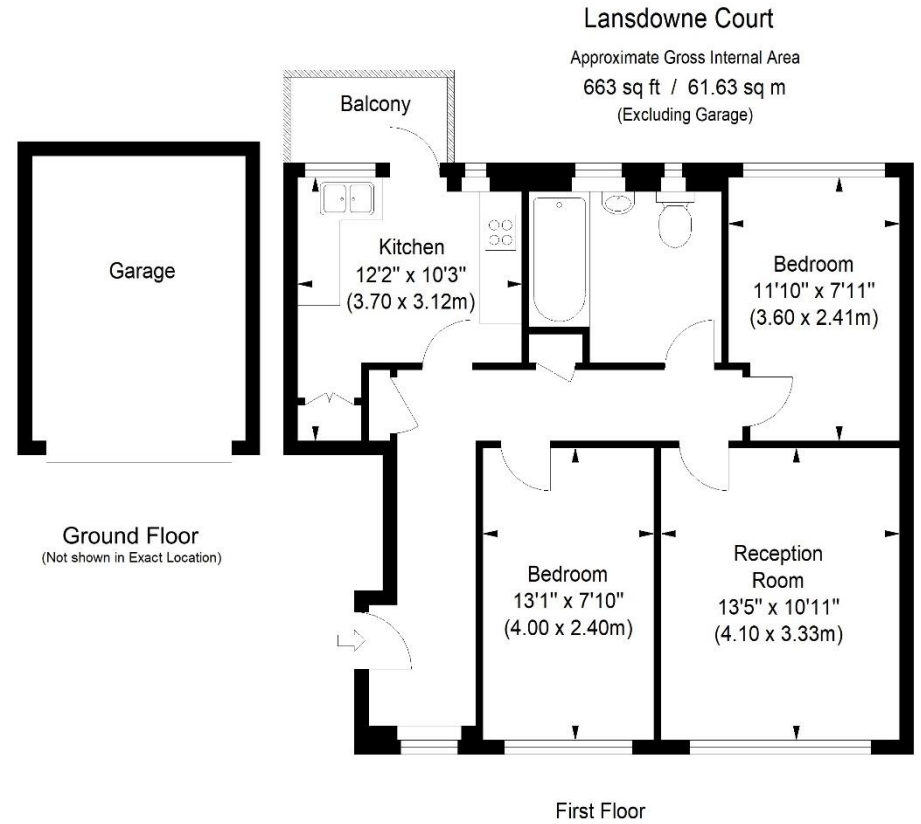 Lansdowne Court
Approximate Gross Internal Area
663 sq ft / 61.63 sq m
(Excluding Garage)
Balcony
Garage
Kitchen
12'2" x 10'3"
(3.70 x 3.12m)
Bedroom
11'10" x 7'11"
(3.60 x 2.41m)
Ground Floor
(Not shown in Exact Location)
Bedroom
13'1" x 7'10"
(4.00 x 2.40m)
Reception
Room
13'5" x 10'11"
(4.10 x 3.33m)
First Floor